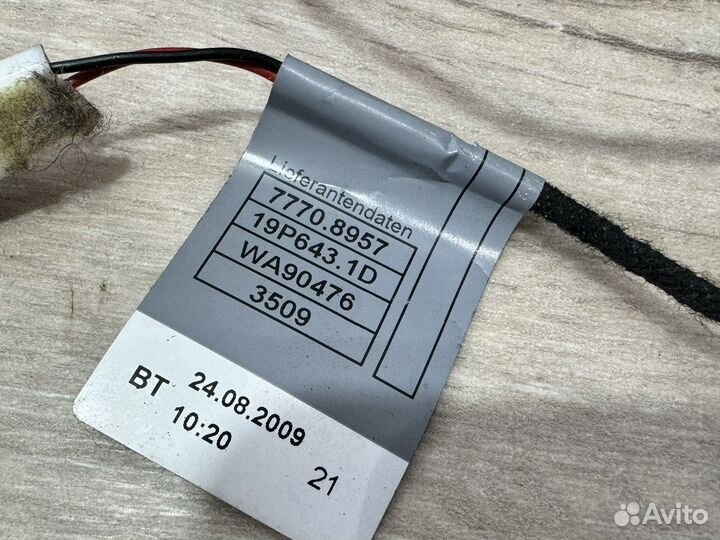 Lieferantendaten
7770.8957
19P643.1D
WA90476
3509
BT 24.08.2009
10:20
21
Avito